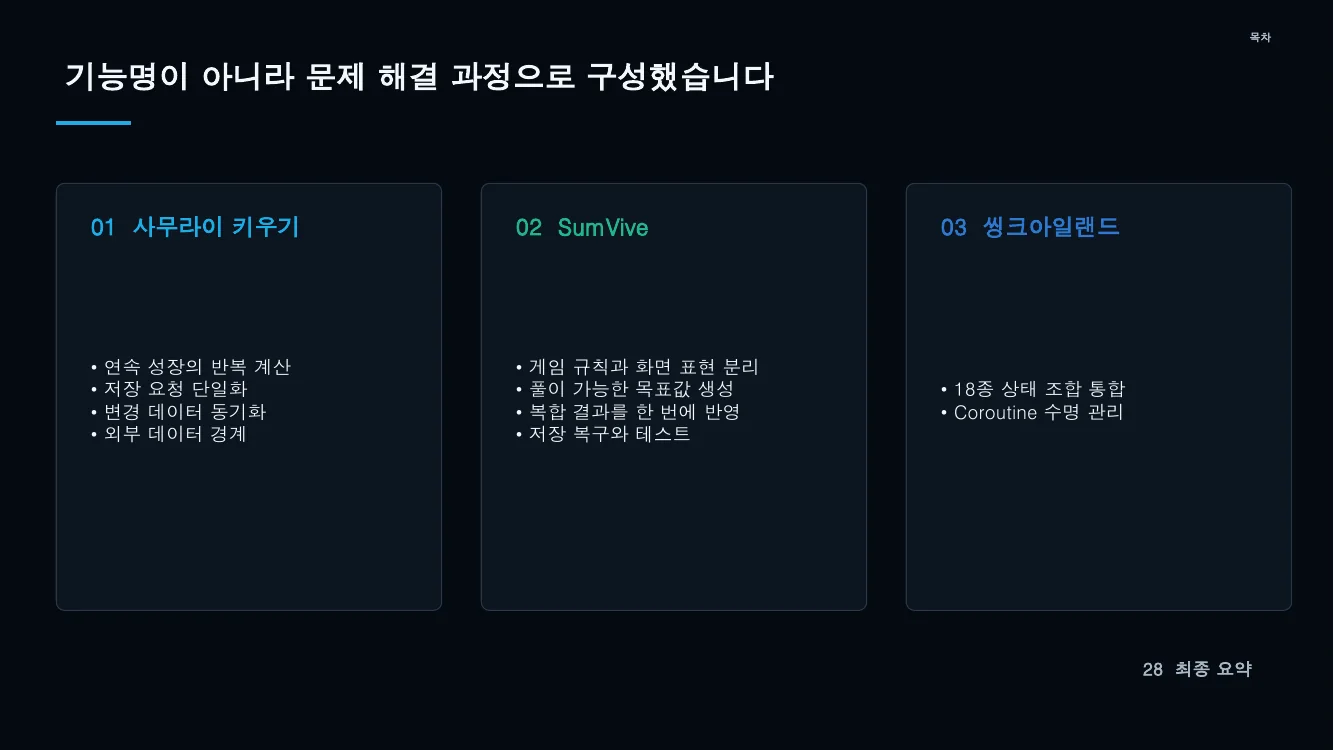 목차
기능명이 아니라 문제 해결 과정으로 구성했습니다
01 사무라이 키우기
• 연속 성장의 반복 계산
• 저장 요청 단일화
• 변경 데이터 동기화
• 외부 데이터 경계
02 SumVive
• 게임 규칙과 화면 표현 분리
• 풀이 가능한 목표값 생성
• 복합 결과를 한 번에 반영
• 저장 복구와 테스트
03 씽크아일랜드
• 18종 상태 조합 통합
• Coroutine 수명 관리
28 최종 요약